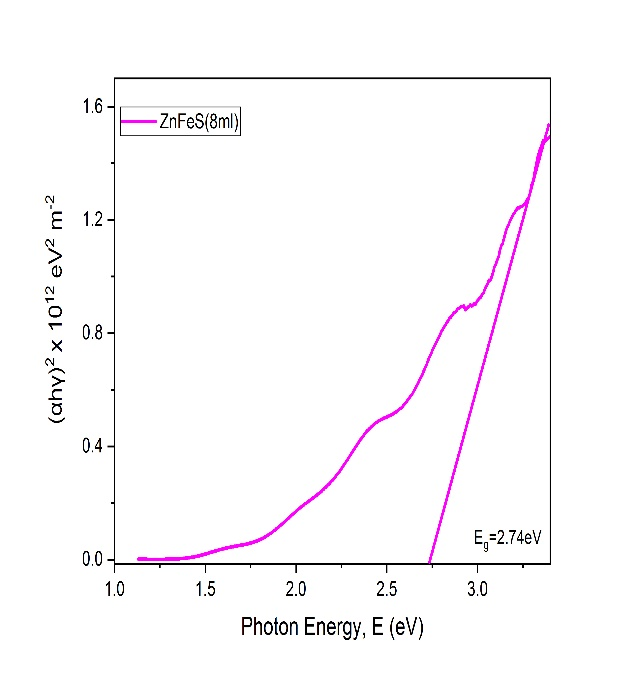 1.6
ZnFeS(8ml)
1.2
0.8
0.4
0.0
(αhγ)² x 10¹² eV² m⁻²
Eg=2.74eV
1.0 1.5 2.0 2.5 3.0
Photon Energy, E (eV)